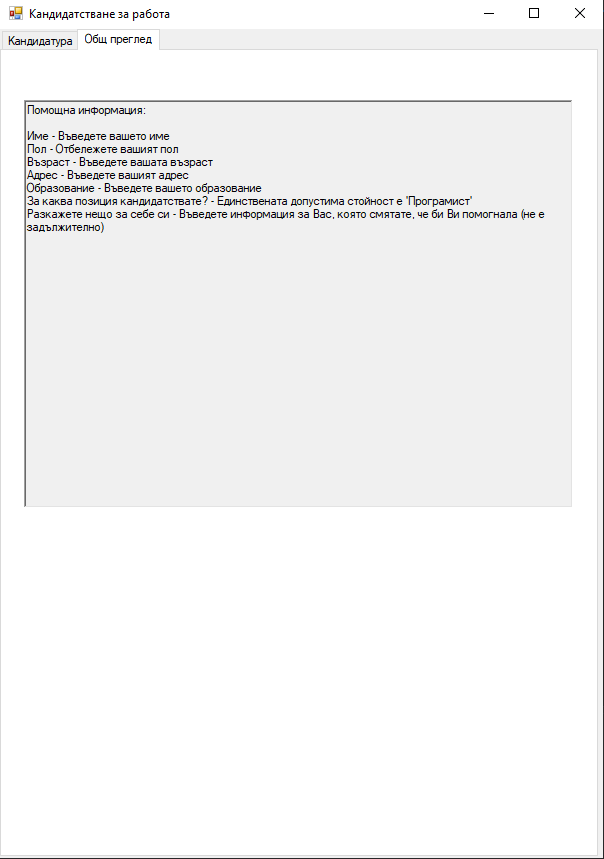 Кандидатстване за работа
Кандидатура
Общ преглед
Помощна информация:
Име - Въведете вашето име
Пол - Отбележете вашият пол
Възраст - Въведете вашата възраст
Адрес - Въведете вашият адрес
Образование - Въведете вашето образование
За каква позиция кандидатствате? - Единствената допустима стойност е 'Програмист'
Разкажете нещо за себе си - Въведете информация за Вас, която смятате, че би Ви помогнала (не е
задължително)